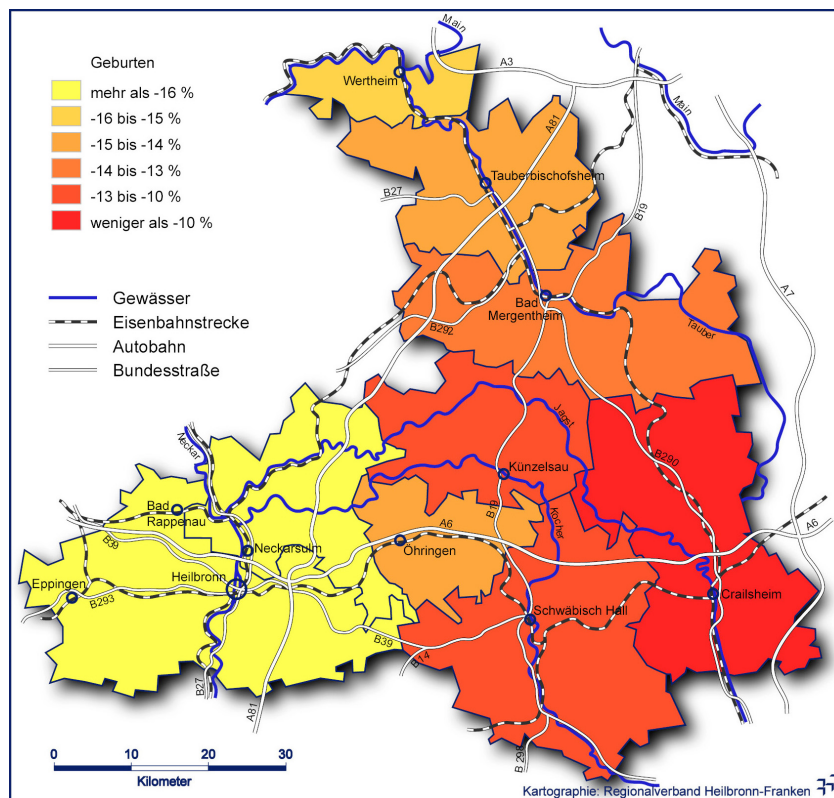 Geburten
mehr als -16 %
-16 bis -15 %
-15 bis -14 %
-14 bis -13 %
-13 bis -10 %
weniger als -10 %
Gewässer
Eisenbahnstrecke
Autobahn
Bundesstraße
Main
A3
Wertheim
Main
A81
Tauberbischofsheim
B27
B19
A7
Bad
Mergentheim
B292
Tauber
Jagst
Neckar
B290
Künzelsau
Bad
Rappenau
B19
Kocher
A6
A6
B39
Neckarsulm
Öhringen
Heilbronn
Eppingen
B293
Crailsheim
Schwäbisch Hall
B39
B14
B27
A81
B 298
0 10 20 30
Kilometer
Kartographie: Regionalverband Heilbronn-Franken